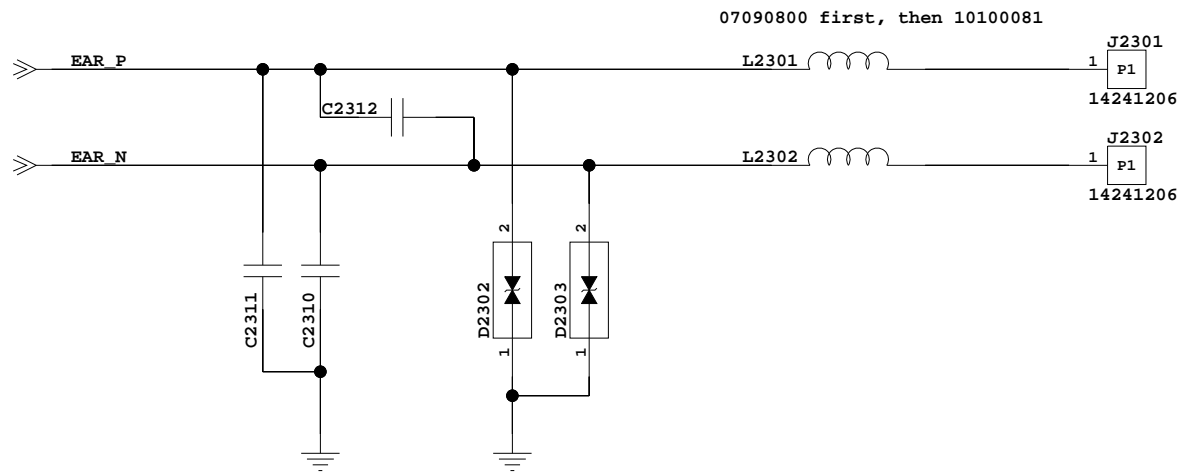 07090800 first, then 10100081
J2301
EAR_P
L2301
1
P1
14241206
C2312
J2302
EAR_N
L2302
1
P1
14241206
2
2
C2311
C2310
D2302
D2303
1
1